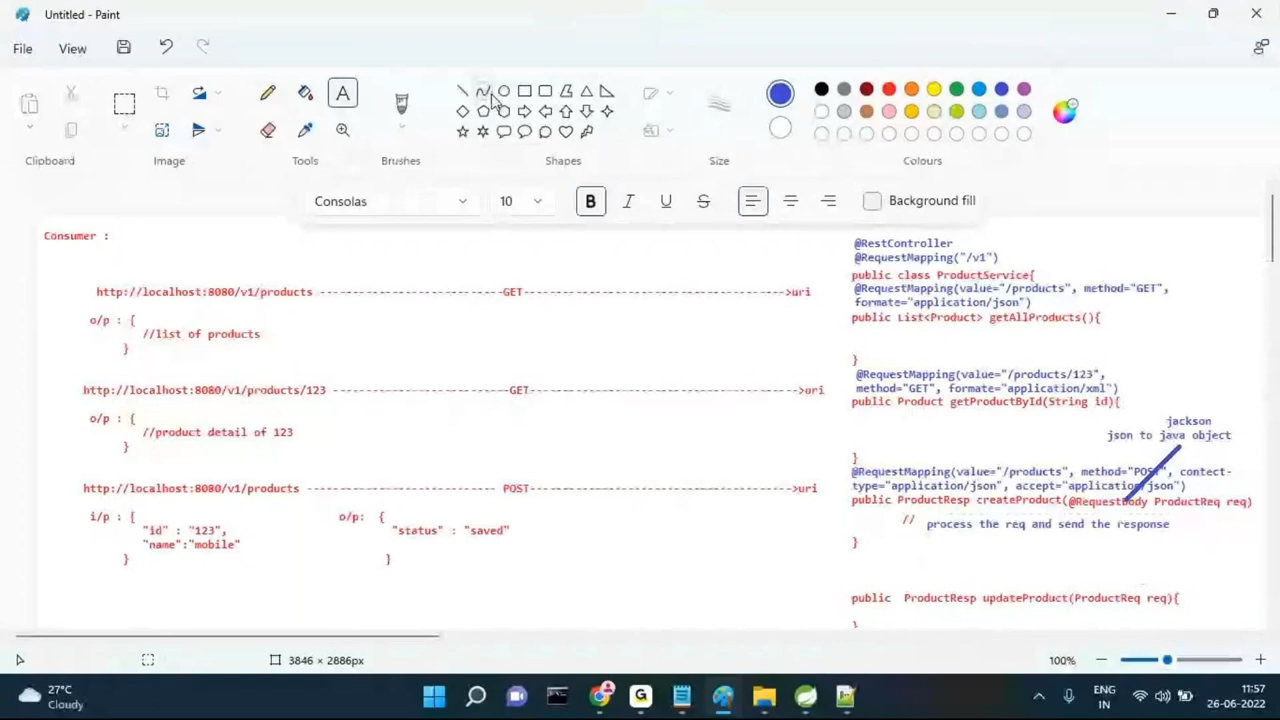 Untitled - Paint
File
View
Clipboard
Image
Tools
Brushes
Shapes
Size
Colours
Consolas
10
B
I
U
S
Background fill
Consumer :
http://localhost:8080/v1/products ---------------------------GET-------------------------------------->uri
o/p : {
//list of products
}
http://localhost:8080/v1/products/123 ---------------------------GET-------------------------------------->uri
o/p : {
//product detail of 123
}
http://localhost:8080/v1/products ----------------------------- POST------------------------------------->uri
i/p : {
"id" : "123",
"name":"mobile"
}
o/p: {
"status" : "saved"
}
@RestController
@RequestMapping("/v1")
public class ProductService{
@RequestMapping(value="/products", method="GET",
formate="application/json")
public List<Product> getAllProducts(){
}
@RequestMapping(value="/products/123",
method="GET", formate="application/xml")
public Product getProductById(String id){
jackson
json to java object
}
@RequestMapping(value="/products", method="POST", contect-
type="application/json", accept="application/json")
public ProductResp createProduct(@RequestBody ProductReq req)
// process the req and send the response
}
public ProductResp updateProduct(ProductReq req){
}
3846 × 2886px
100%
27°C
Cloudy
ENG
IN
11:57
26-06-2022